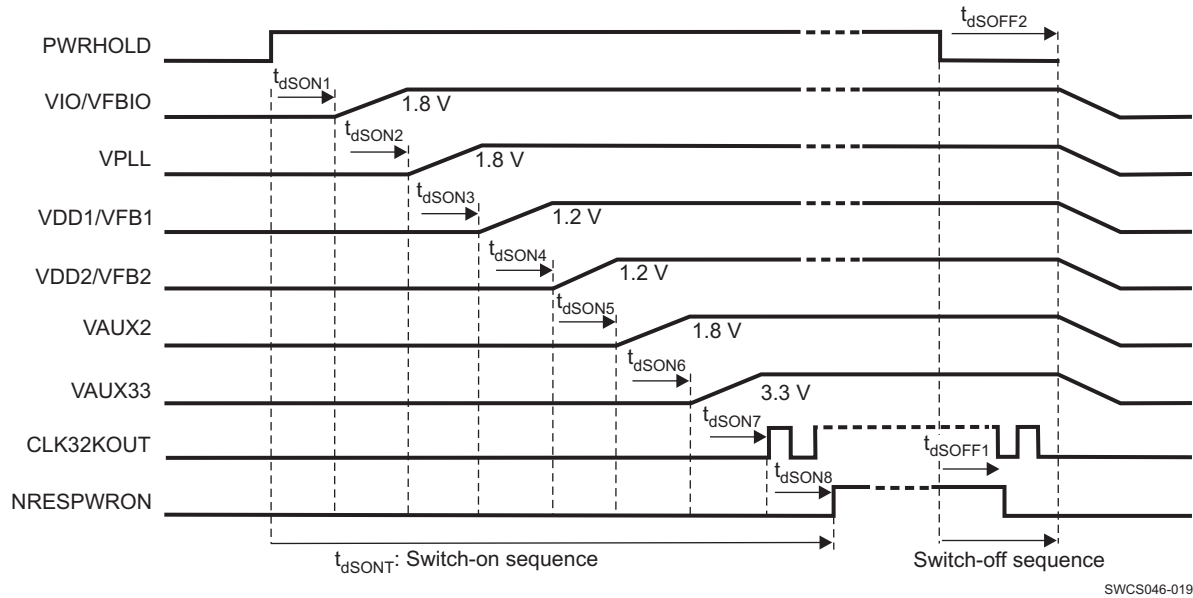 PWRHOLD
tdSOFF2
tdSON1
VIO/VFBIO
1.8 V
tdSON2
VPLL
1.8 V
tdSON3
VDD1/VFB1
1.2 V
tdSON4
VDD2/VFB2
1.2 V
tdSON5
VAUX2
1.8 V
tdSON6
VAUX33
3.3 V
tdSON7
CLK32KOUT
tdSOFF1
tdSON8
NRESPWRON
tdSONT: Switch-on sequence
Switch-off sequence
SWCS046-019